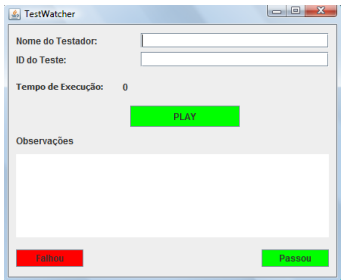 TestWatcher
Nome do Testador:
ID do Teste:
Tempo de Execução: 0
PLAY
Observações
Falhou Passou